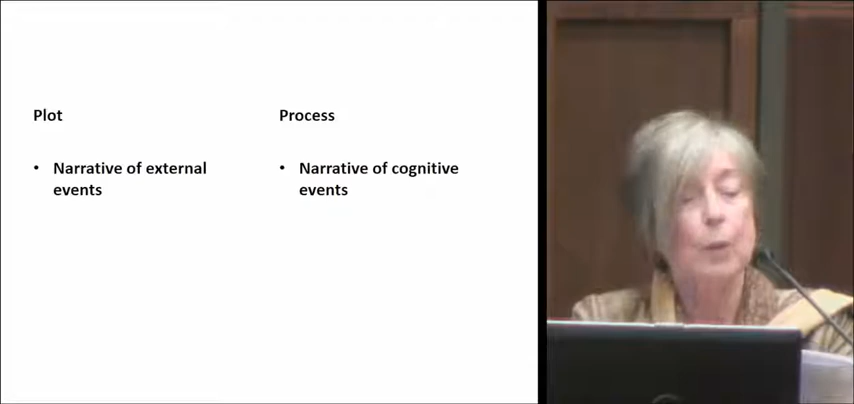 Plot
Process
• Narrative of external
events
• Narrative of cognitive
events